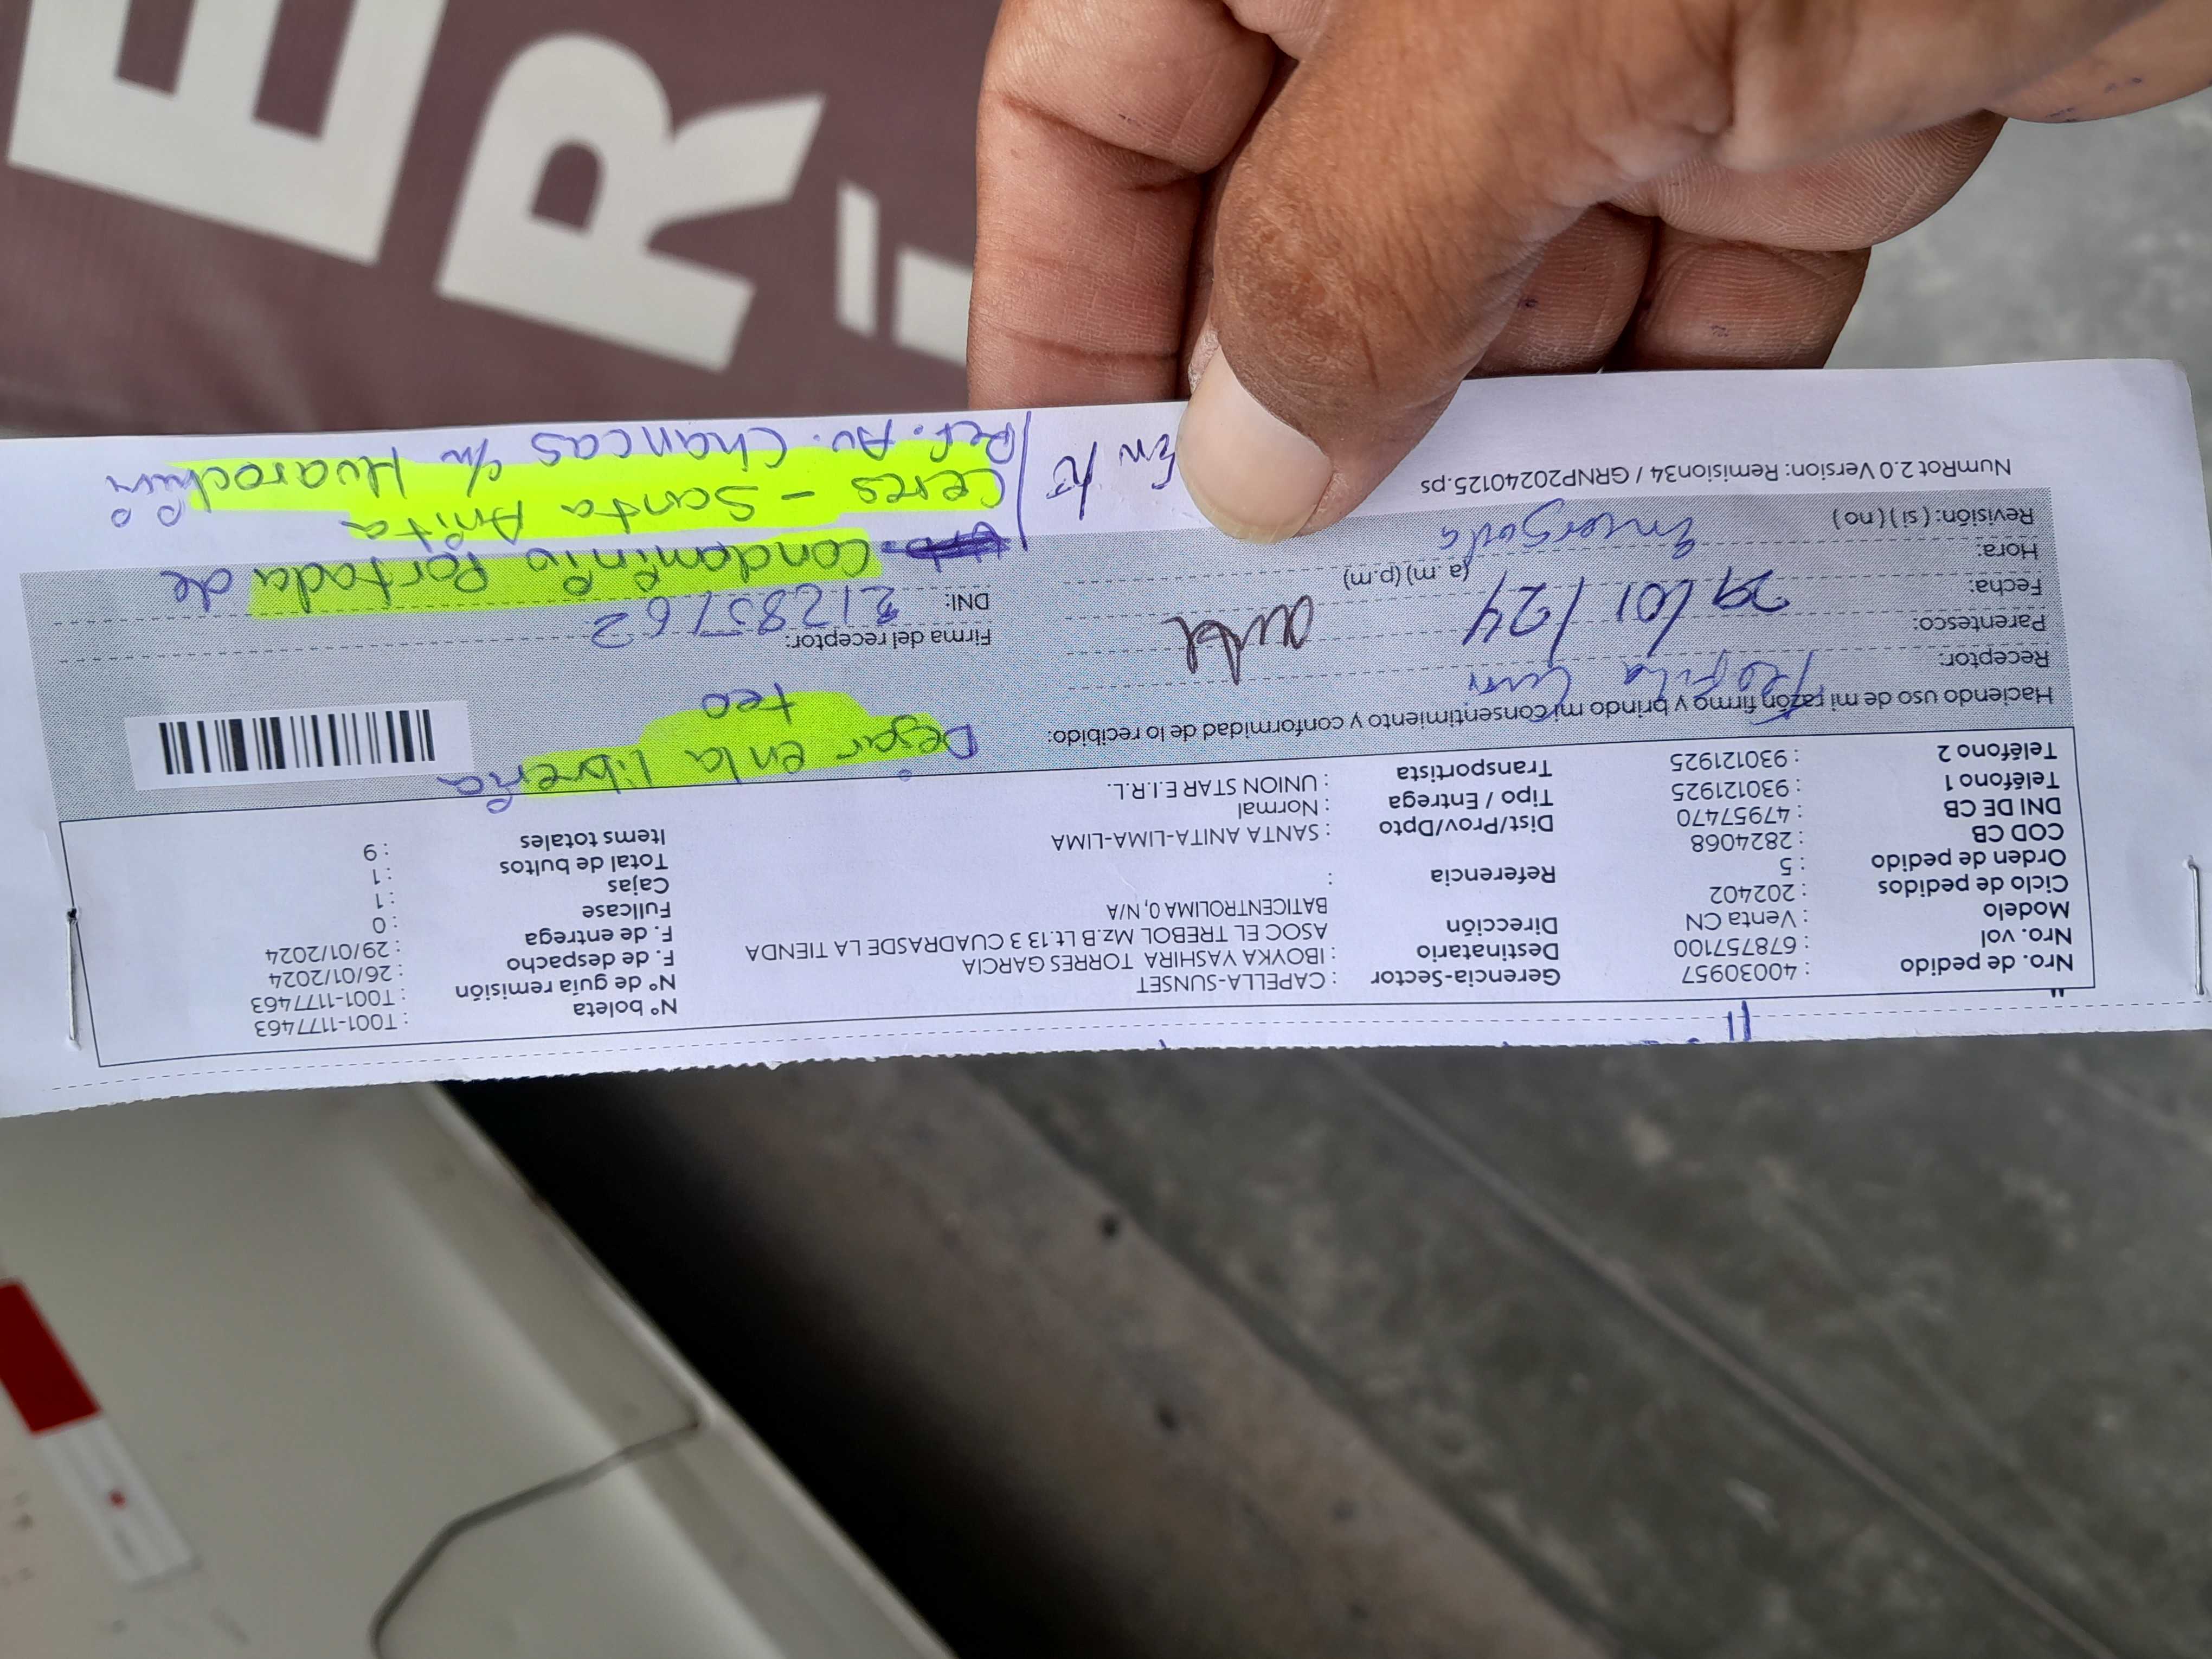 Nro. de pedido : 40030957 Gerencia-Sector : CAPELLA-SUNSET N° boleta : T001-1177463
Nro. vol : 678757100 Destinatario : IBOYKA YASHIRA TORRES GARCIA N° de guía remisión : T001-1177463
Modelo : Venta CN Dirección ASOC EL TREBOL Mz.B Lt.13 3 CUADRASDE LA TIENDA F. de despacho : 26/01/2024
Ciclo de pedidos : 202402 BATICENTROLIMA 0, N/A F. de entrega : 29/01/2024
Orden de pedido : 5 Referencia : Fullcase : 0
COD CB : 2824068 Cajas : 1
DNI DE CB : 47957470 Dist/Prov/Dpto : SANTA ANITA-LIMA-LIMA Total de bultos : 1
Teléfono 1 : 930121925 Tipo / Entrega : Normal Items totales : 9
Teléfono 2 : 930121925 Transportista : UNION STAR E.I.R.L.
Haciendo uso de mi razón firmo y brindo mi consentimiento y conformidad de lo recibido:
Dejar en la librería
teo
Receptor:
Parentesco: Firma del receptor:
Fecha: 29/01/24 DNI: 21285762
Hora: (a.m) (p.m)
Revisión: ( si ) ( no )
Condominio Portada de
Ceres - Santa Anita
Ref. Av. Chancas c/n Huarochiri
NumRot 2.0 Version: Remision34 / GRNP20240125.ps
E
R
Í